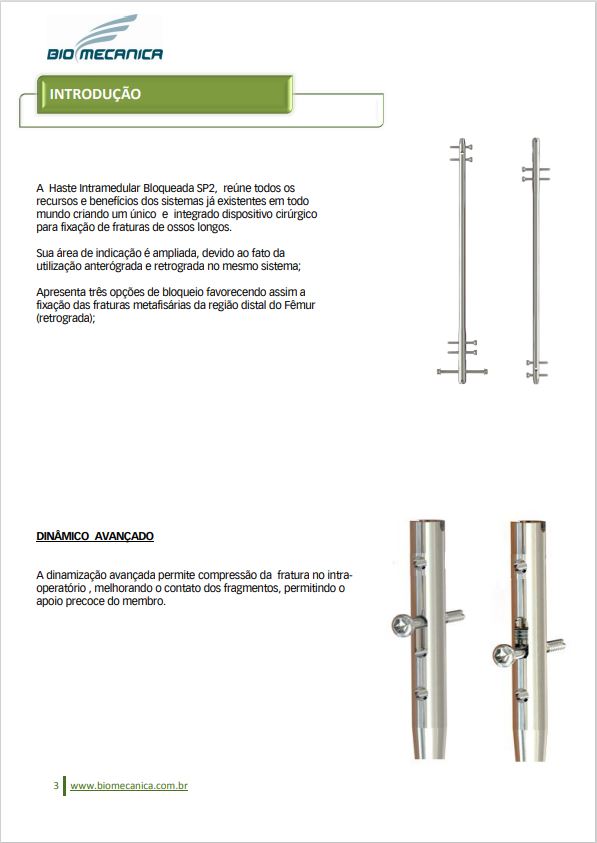 BIO MECANICA
INTRODUÇÃO
A Haste Intramedular Bloqueada SP2, reúne todos os
recursos e benefícios dos sistemas já existentes em todo
mundo criando um único e integrado dispositivo cirúrgico
para fixação de fraturas de ossos longos.
Sua área de indicação é ampliada, devido ao fato da
utilização anterógrada e retrograda no mesmo sistema;
Apresenta três opções de bloqueio favorecendo assim a
fixação das fraturas metafisárias da região distal do Fêmur
(retrograda);
DINÂMICO AVANÇADO
A dinamização avançada permite compressão da fratura no intra-
operatório , melhorando o contato dos fragmentos, permitindo o
apoio precoce do membro.
3 www.biomecanica.com.br